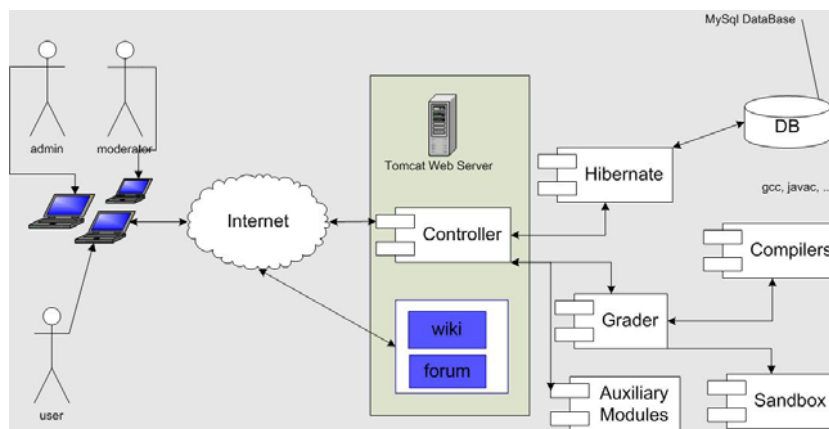 MySql DataBase
admin
moderator
Tomcat Web Server
DB
Hibernate
gcc, javac, ..
Internet
Controller
Compilers
wiki
Grader
forum
Auxiliary
Modules
Sandbox
user